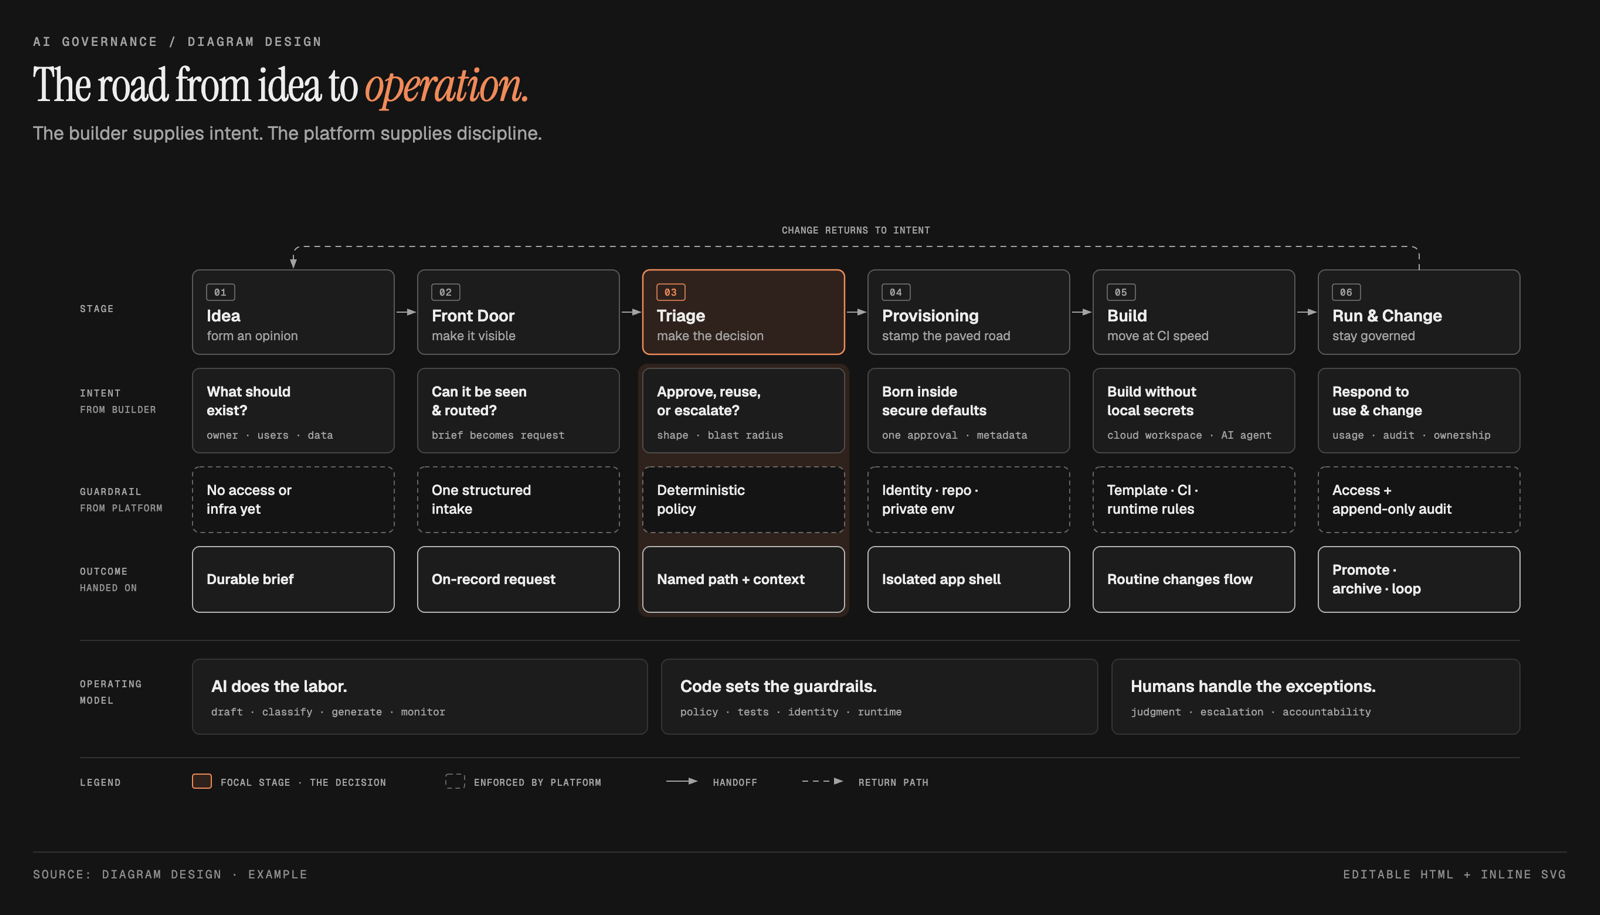 AI GOVERNANCE / DIAGRAM DESIGN
The road from idea to operation.
The builder supplies intent. The platform supplies discipline.
CHANGE RETURNS TO INTENT
STAGE
01
Idea
form an opinion
02
Front Door
make it visible
03
Triage
make the decision
04
Provisioning
stamp the paved road
05
Build
move at CI speed
06
Run & Change
stay governed
INTENT
FROM BUILDER
What should
exist?
owner · users · data
Can it be seen
& routed?
brief becomes request
Approve, reuse,
or escalate?
shape · blast radius
Born inside
secure defaults
one approval · metadata
Build without
local secrets
cloud workspace · AI agent
Respond to
use & change
usage · audit · ownership
GUARDRAIL
FROM PLATFORM
No access or
infra yet
One structured
intake
Deterministic
policy
Identity · repo ·
private env
Template · CI ·
runtime rules
Access +
append-only audit
OUTCOME
HANDED ON
Durable brief
On-record request
Named path + context
Isolated app shell
Routine changes flow
Promote ·
archive · loop
OPERATING
MODEL
AI does the labor.
draft · classify · generate · monitor
Code sets the guardrails.
policy · tests · identity · runtime
Humans handle the exceptions.
judgment · escalation · accountability
LEGEND
FOCAL STAGE · THE DECISION
ENFORCED BY PLATFORM
HANDOFF
RETURN PATH
SOURCE: DIAGRAM DESIGN · EXAMPLE
EDITABLE HTML + INLINE SVG